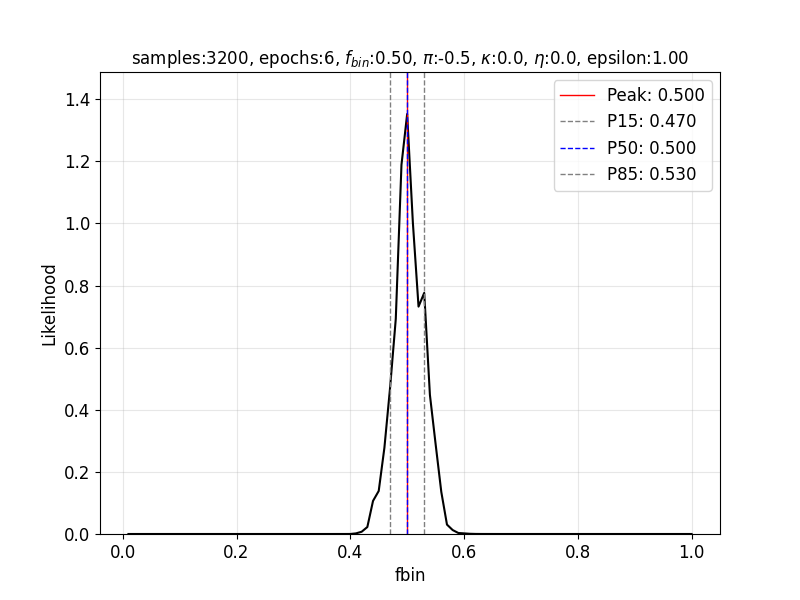 samples:3200, epochs:6, f_bin:0.50, π:-0.5, κ:0.0, η:0.0, epsilon:1.00
Peak: 0.500
P15: 0.470
P50: 0.500
P85: 0.530
1.4
1.2
1.0
0.8
0.6
0.4
0.2
0.0
Likelihood
0.0 0.2 0.4 0.6 0.8 1.0
fbin